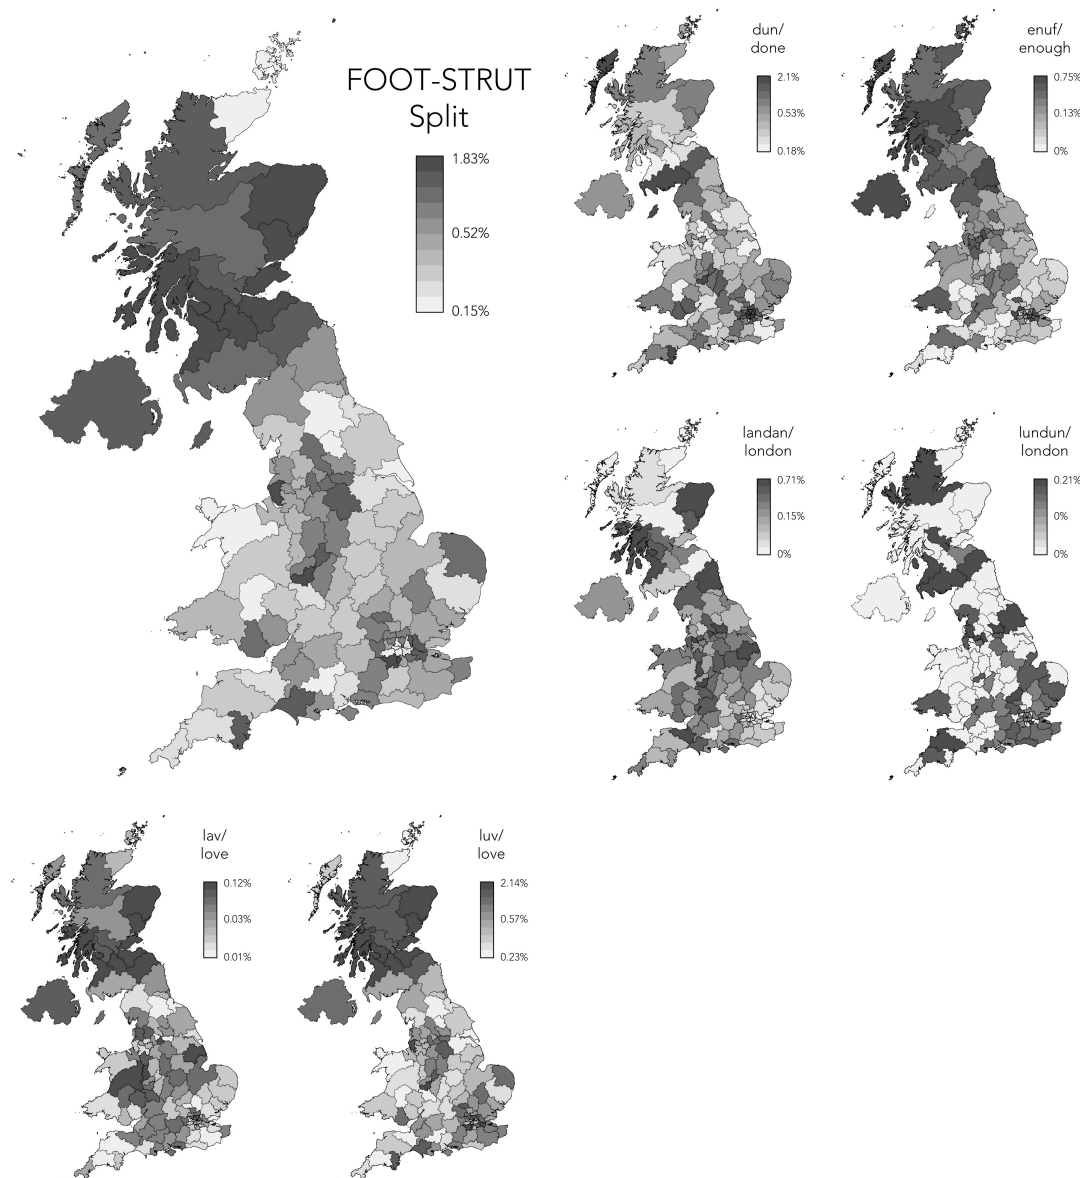 FOOT-STRUT
Split
1.83%
0.52%
0.15%
dun/
done
2.1%
0.53%
0.18%
enuf/
enough
0.75%
0.13%
0%
landan/
london
0.71%
0.15%
0%
lundun/
london
0.21%
0%
0%
lav/
love
0.12%
0.03%
0.01%
luv/
love
2.14%
0.57%
0.23%